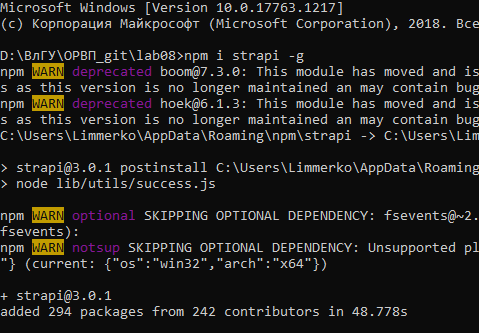 Microsoft Windows [Version 10.0.17763.1217]
(c) Корпорация Майкрософт (Microsoft Corporation), 2018. Все
D:\ВлГУ\ОРВП_git\lab08>npm i strapi -g
npm WARN deprecated boom@7.3.0: This module has moved and is
s as this version is no longer maintained an may contain bug
npm WARN deprecated hoek@6.1.3: This module has moved and is
s as this version is no longer maintained an may contain bug
C:\Users\Limmerko\AppData\Roaming\npm\strapi -> C:\Users\Lim
> strapi@3.0.1 postinstall C:\Users\Limmerko\AppData\Roaming
> node lib/utils/success.js
npm WARN optional SKIPPING OPTIONAL DEPENDENCY: fsevents@~2.
fsevents):
npm WARN notsup SKIPPING OPTIONAL DEPENDENCY: Unsupported pl
"} (current: {"os":"win32","arch":"x64"})
+ strapi@3.0.1
added 294 packages from 242 contributors in 48.778s